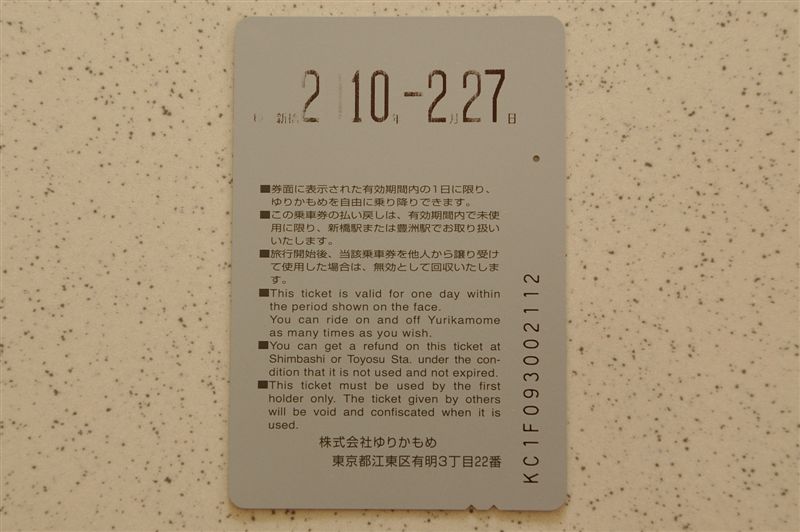 新橋 2 10年-2月27日
■券面に表示された有効期間内の1日に限り、
ゆりかもめを自由に乗り降りできます。
■この乗車券の払い戻しは、有効期間内で未使
用に限り、新橋駅または豊洲駅でお取り扱い
いたします。
■旅行開始後、当該乗車券を他人から譲り受け
て使用した場合は、無効として回収いたしま
す。
■This ticket is valid for one day within
the period shown on the face.
You can ride on and off Yurikamome
as many times as you wish.
■You can get a refund on this ticket at
Shimbashi or Toyosu Sta. under the con-
dition that it is not used and not expired.
■This ticket must be used by the first
holder only. The ticket given by others
will be void and confiscated when it is
used.
株式会社ゆりかもめ
東京都江東区有明3丁目22番
KC1F093002112